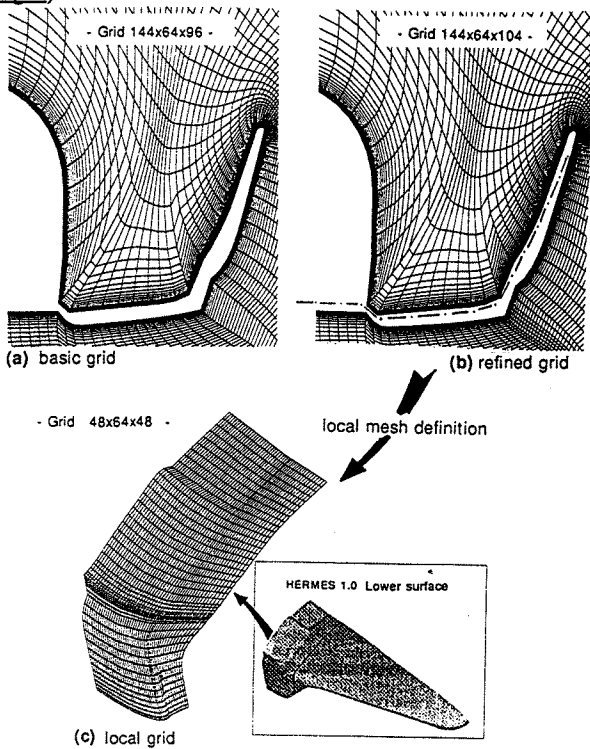 - Grid 144x64x96 -
- Grid 144x64x104 -
(a) basic grid
(b) refined grid
local mesh definition
- Grid 48x64x48 -
HERMES 1.0 Lower surface
(c) local grid